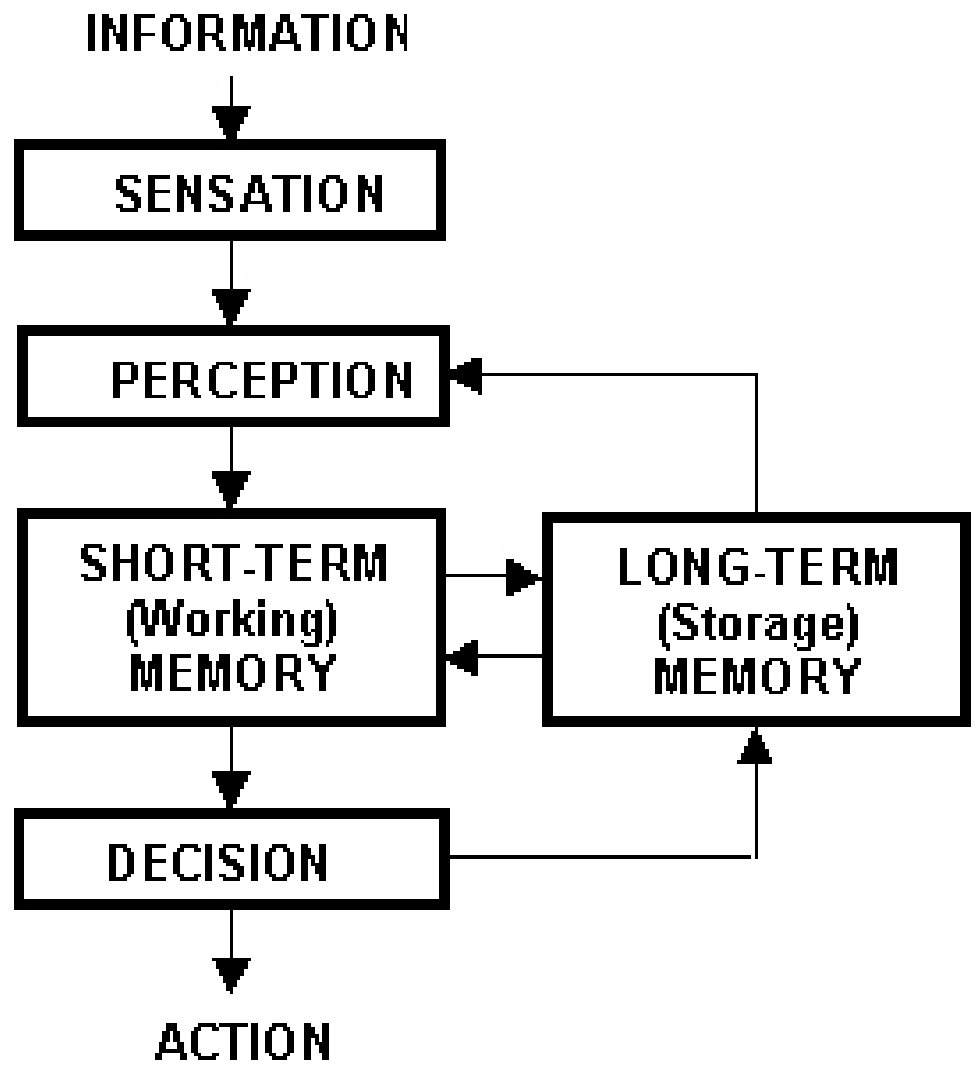 INFORMATION
SENSATION
PERCEPTION
SHORT-TERM
(Working)
MEMORY
LONG-TERM
(Storage)
MEMORY
DECISION
ACTION